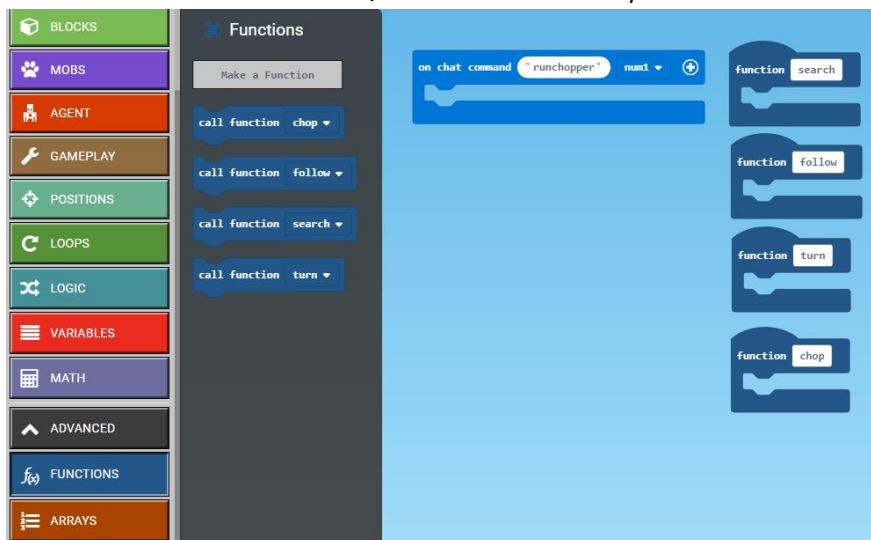 BLOCKS
MOBS
AGENT
GAMEPLAY
POSITIONS
LOOPS
LOGIC
VARIABLES
MATH
ADVANCED
f(x) FUNCTIONS
ARRAYS
Functions
Make a Function
call function chop
call function follow
call function search
call function turn
on chat command "runchopper" num1
function search
function follow
function turn
function chop